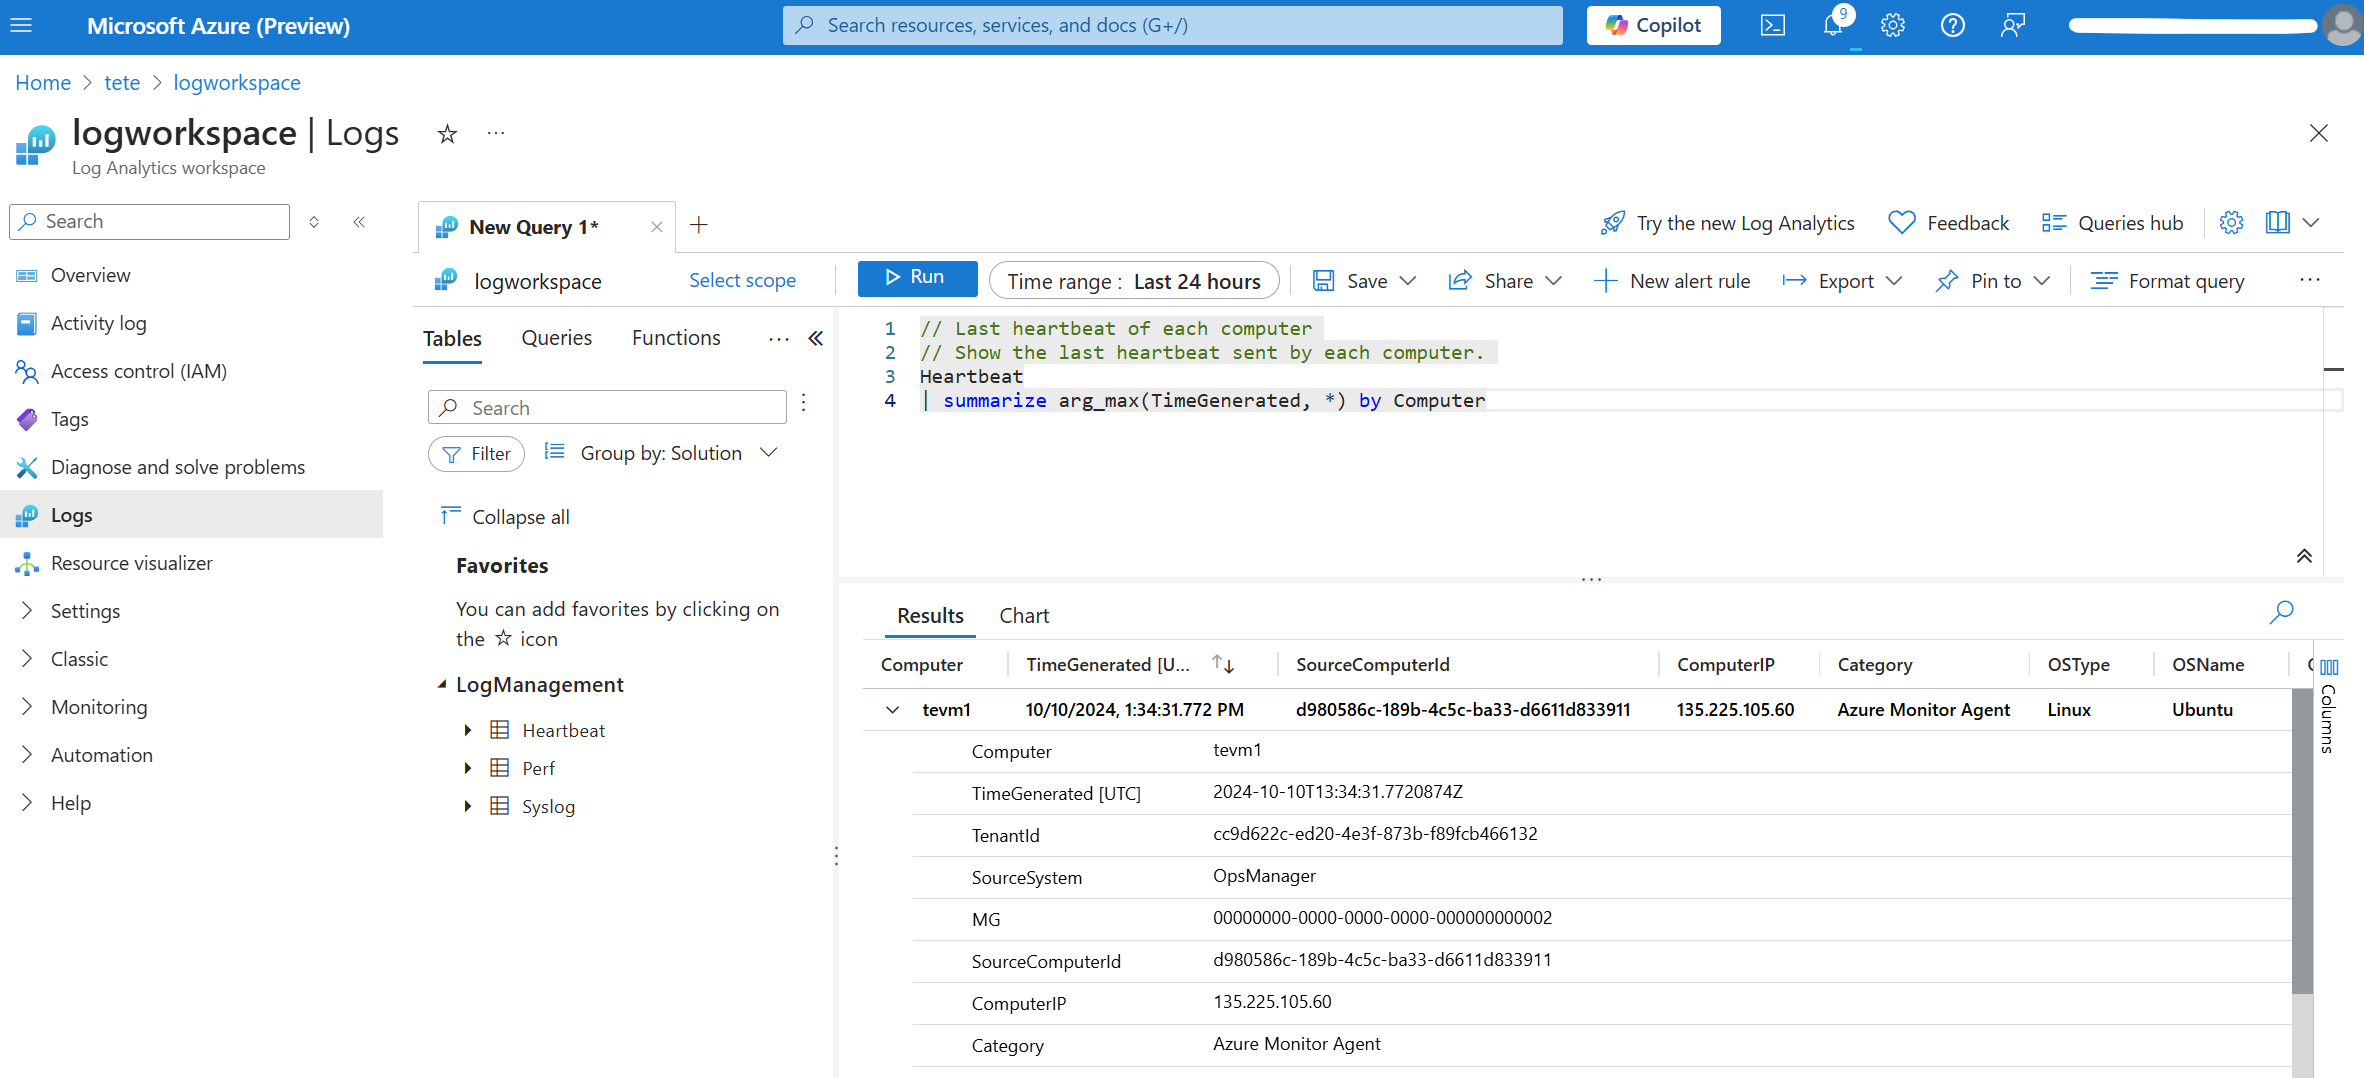 Microsoft Azure (Preview)
Search resources, services, and docs (G+/)
Copilot
9
Home > tete > logworkspace
logworkspace | Logs
...
Log Analytics workspace
Search
Overview
Activity log
Access control (IAM)
Tags
Diagnose and solve problems
Logs
Resource visualizer
Settings
Classic
Monitoring
Automation
Help
New Query 1*
Try the new Log Analytics
Feedback
Queries hub
logworkspace
Select scope
Run
Time range : Last 24 hours
Save
Share
New alert rule
Export
Pin to
Format query
...
Tables
Queries
Functions
...
Search
Filter
Group by: Solution
Collapse all
Favorites
You can add favorites by clicking on
the ☆ icon
LogManagement
Heartbeat
Perf
Syslog
1 // Last heartbeat of each computer
2 // Show the last heartbeat sent by each computer.
3 Heartbeat
4 | summarize arg_max(TimeGenerated, *) by Computer
Results
Chart
Computer TimeGenerated [U... SourceComputerId ComputerIP Category OSType OSName
tevm1 10/10/2024, 1:34:31.772 PM d980586c-189b-4c5c-ba33-d6611d833911 135.225.105.60 Azure Monitor Agent Linux Ubuntu
Computer tevm1
TimeGenerated [UTC] 2024-10-10T13:34:31.7720874Z
TenantId cc9d622c-ed20-4e3f-873b-f89fcb466132
SourceSystem OpsManager
MG 00000000-0000-0000-0000-000000000002
SourceComputerId d980586c-189b-4c5c-ba33-d6611d833911
ComputerIP 135.225.105.60
Category Azure Monitor Agent
Columns